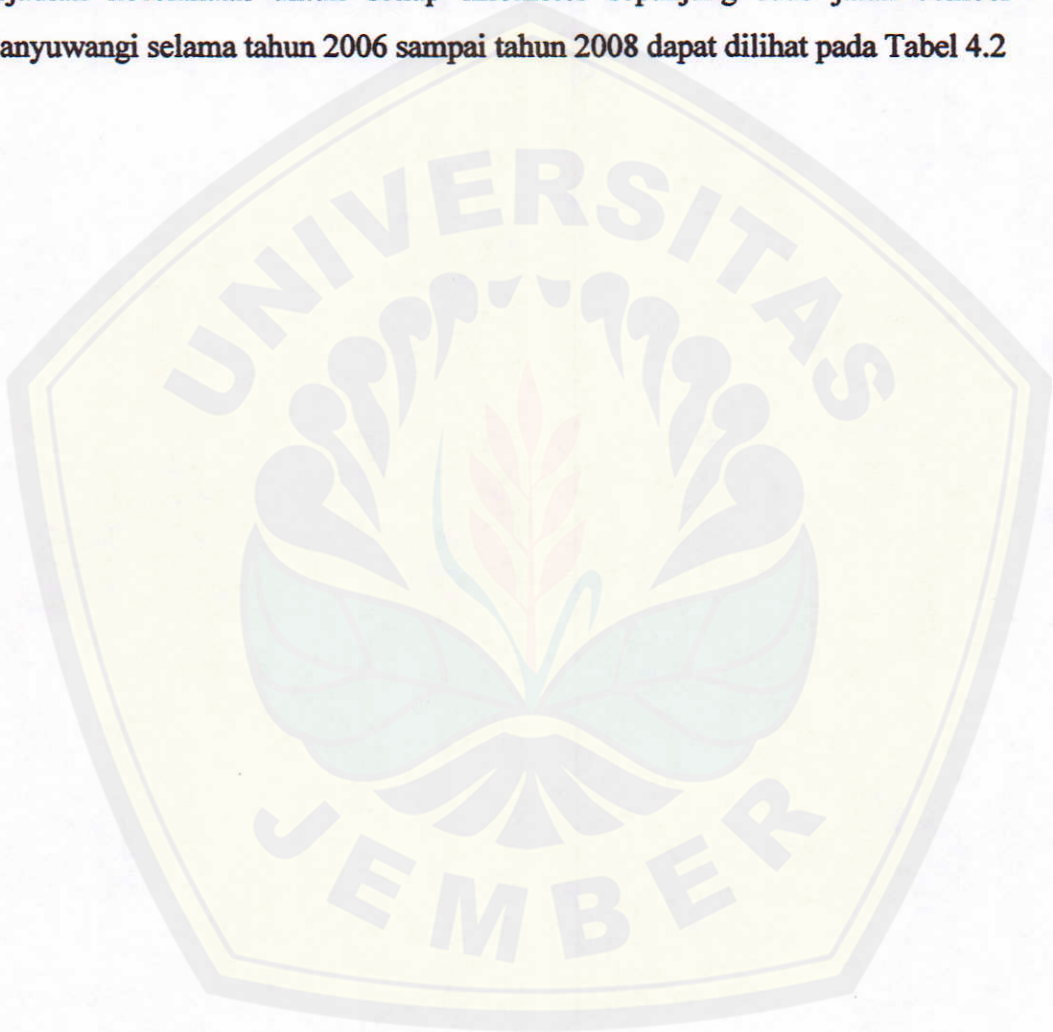 anyuwangi selama tahun 2006 sampai tahun 2008 dapat dilihat pada Tabel 4.2
UNIVERSITAS
JEMBER